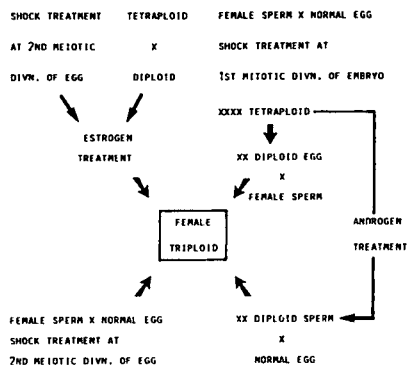 SHOCK TREATMENT
AT 2ND MEIOTIC
DIVN. OF EGG
TETRAPLOID
X
DIPLOID
ESTROGEN
TREATMENT
FEMALE SPERM X NORMAL EGG
SHOCK TREATMENT AT
1ST MITOTIC DIVN. OF EMBRYO
XXXX TETRAPLOID
XX DIPLOID EGG
X
FEMALE SPERM
ANDROGEN
TREATMENT
FEMALE
TRIPLOID
FEMALE SPERM X NORMAL EGG
SHOCK TREATMENT AT
2ND MEIOTIC DIVN. OF EGG
XX DIPLOID SPERM
X
NORMAL EGG